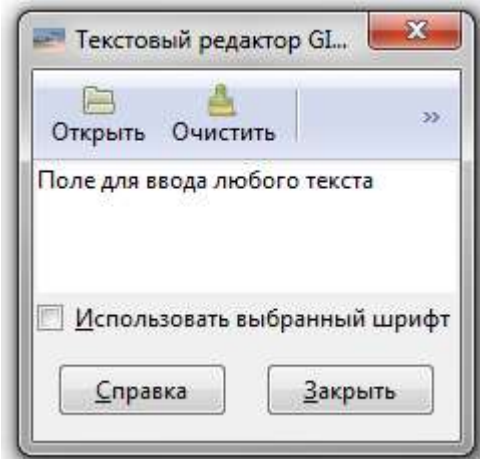 Текстовый редактор GI...
Открыть Очистить »
Поле для ввода любого текста
Использовать выбранный шрифт
Справка Закрыть